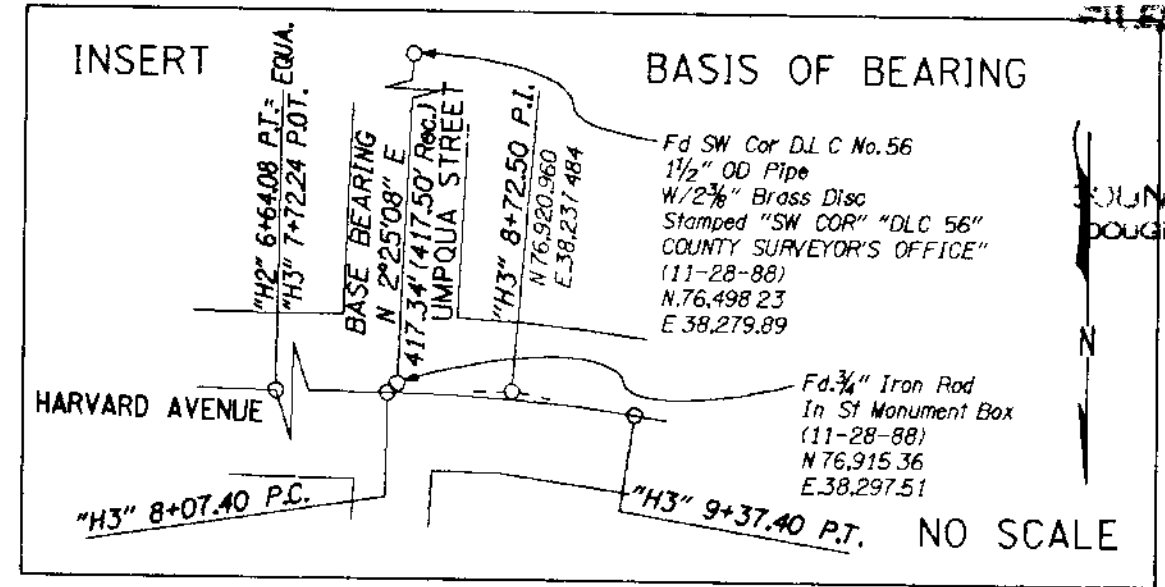 INSERT
BASIS OF BEARING
"H2" 6+64.08 P.T.= EQUA.
"H3" 7+72.24 P.O.T.
BASE BEARING
N 2°25'08" E
417.34' (417.50' Rec.)
UMPQUA STREET
"H3" 8+72.50 P.I.
N 76,920.960
E.38,237.484
Fd SW Cor D.L C No.56
1½" OD Pipe
W/2⅜" Brass Disc
Stamped "SW COR" "DLC 56"
COUNTY SURVEYOR'S OFFICE"
(11-28-88)
N.76.498 23
E 38,279.89
N
HARVARD AVENUE
Fd.¾" Iron Rod
In St Monument Box
(11-28-88)
N 76,915 36
E.38,297.51
"H3" 8+07.40 P.C.
"H3" 9+37.40 P.T.
NO SCALE